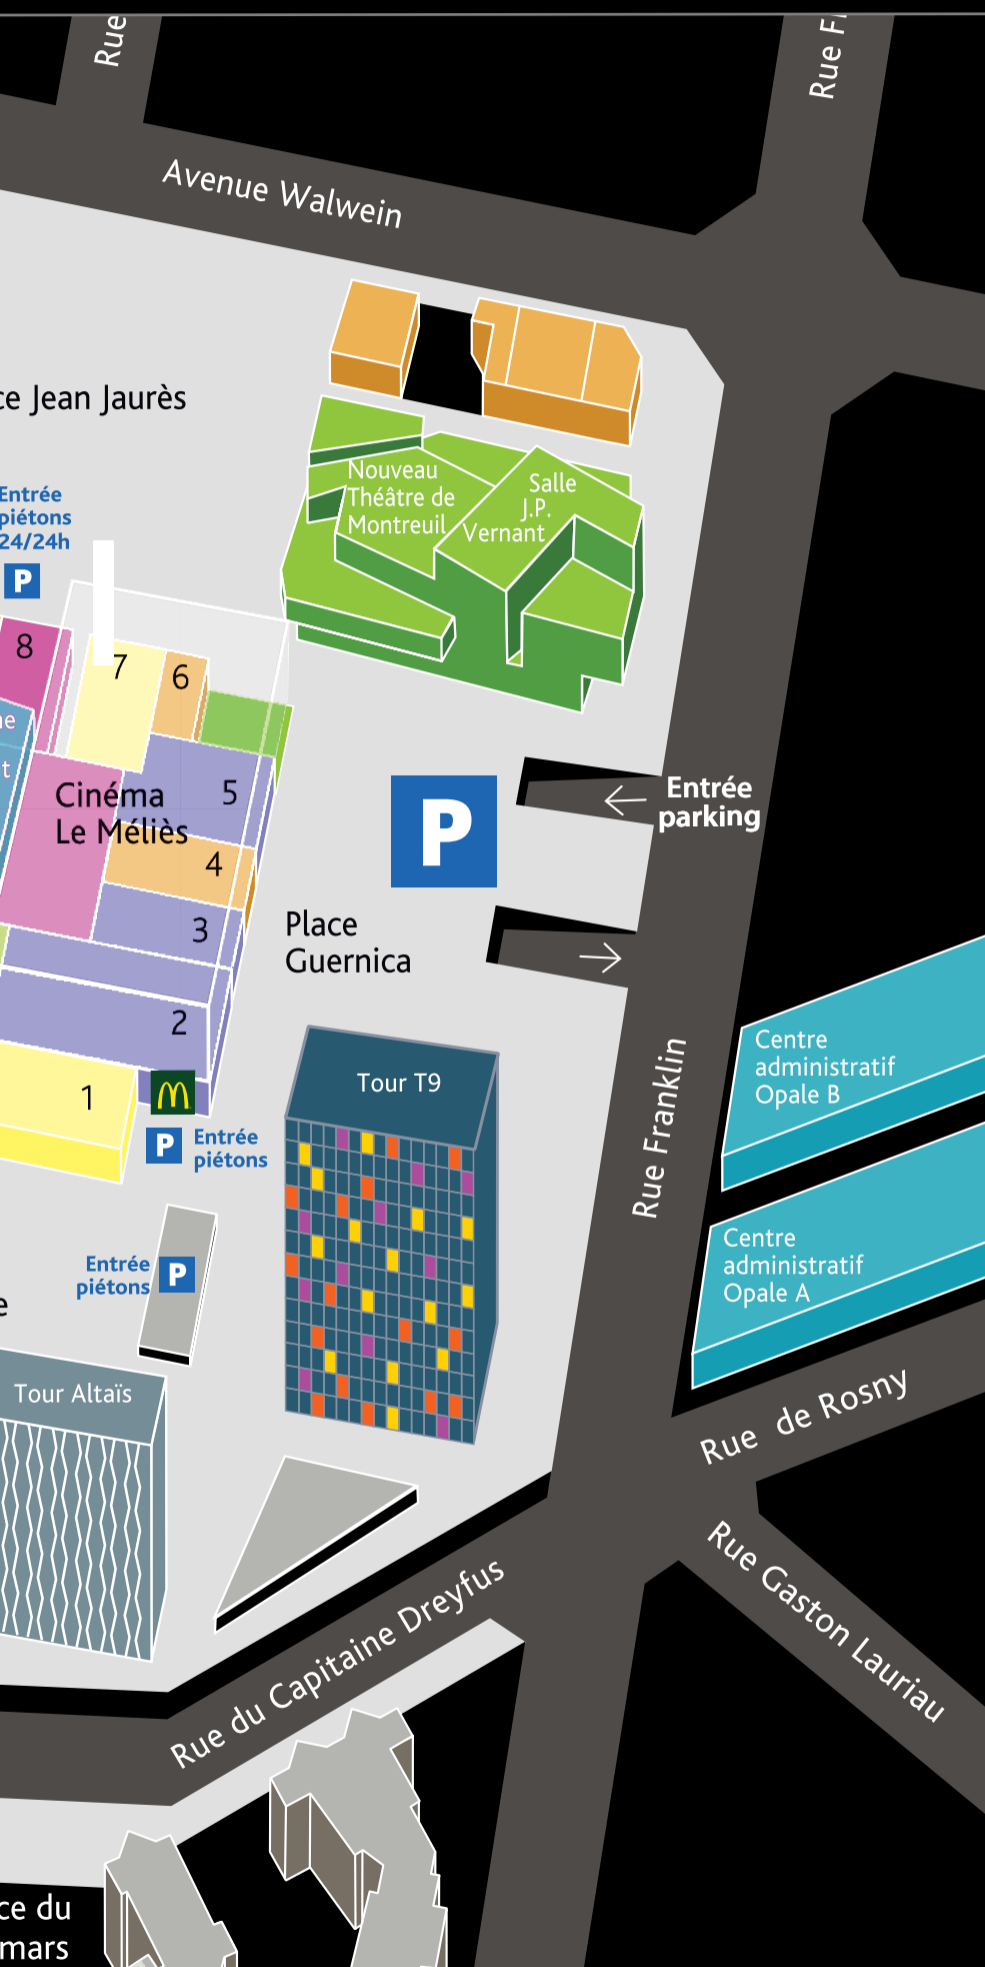 Rue
Rue
Avenue Walwein
Jean Jaurès
Entrée
piétons
24/24h
P
Nouveau
Théâtre de
Montreuil
Salle
J.P.
Vernant
8
7
6
5
Cinéma
Le Méliès
4
3
2
1
P
Entrée
parking
Place
Guernica
Centre
administratif
Opale B
Tour T9
P
Entrée
piétons
Rue Franklin
Centre
administratif
Opale A
Entrée
piétons
P
Tour Altaïs
Rue de Rosny
Rue Gaston Lauriau
Rue du Capitaine Dreyfus
du
mars